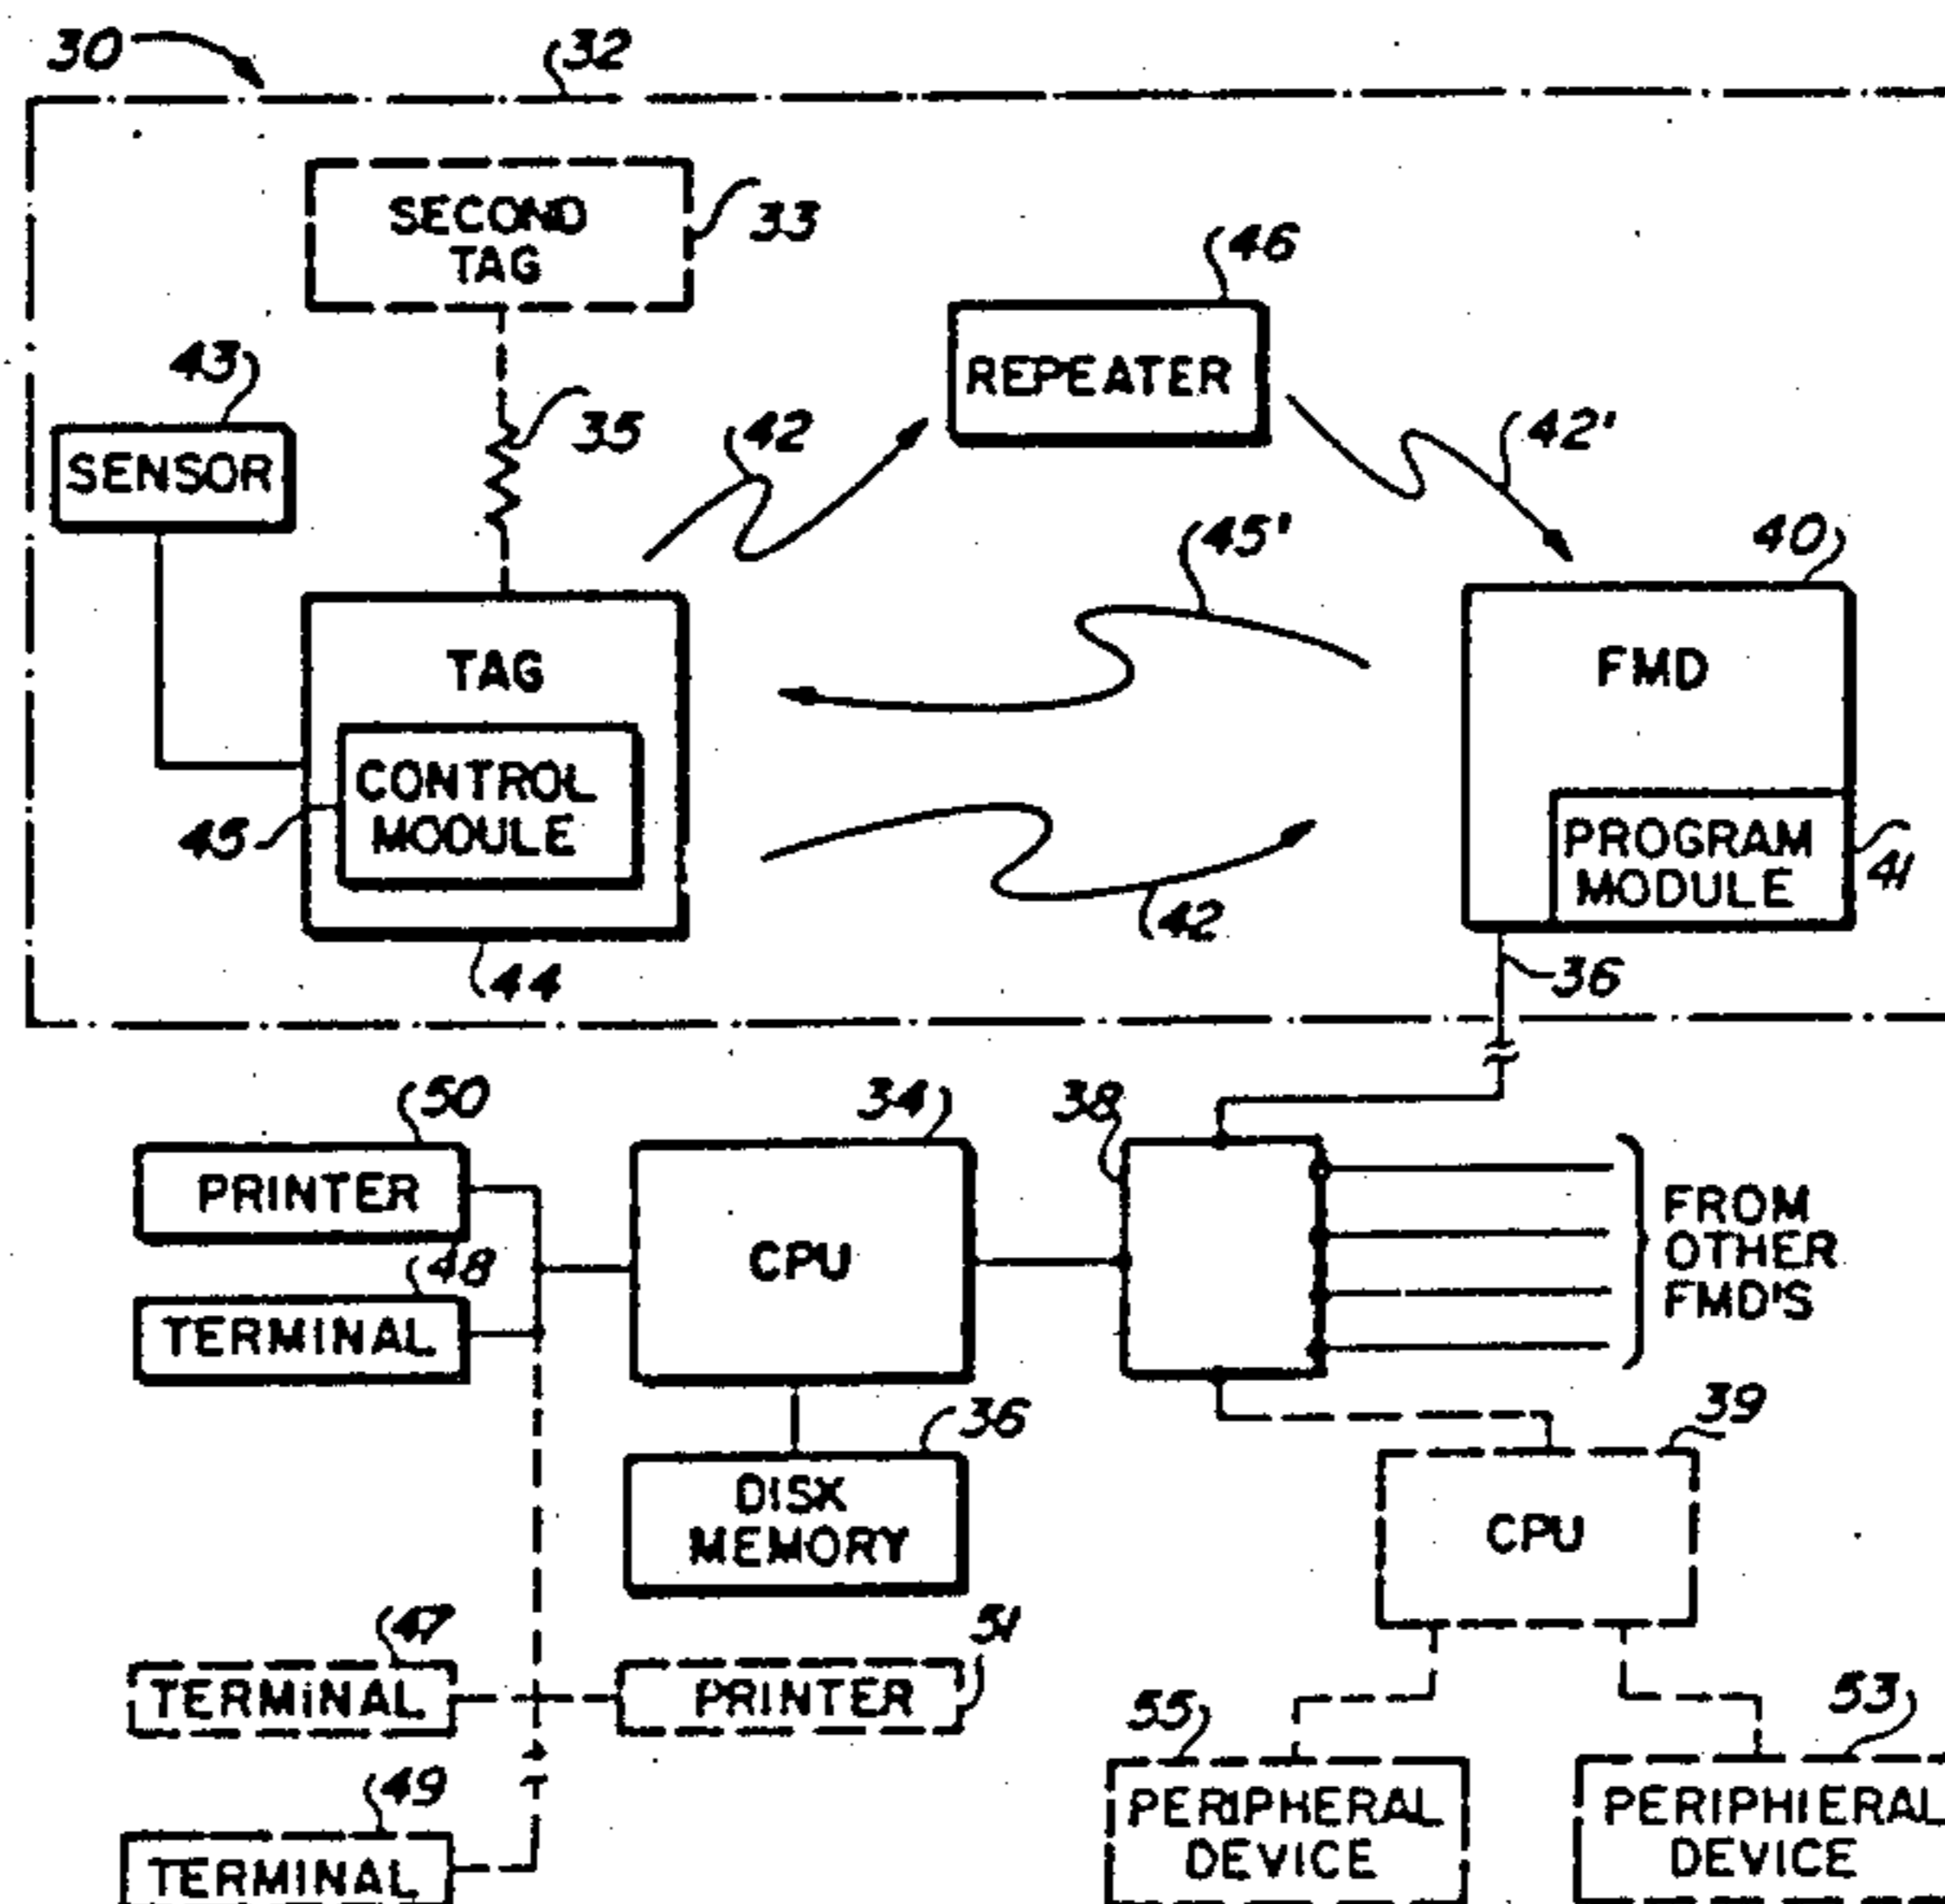 30
32
SECOND
TAG
33
46
REPEATER
43
SENSOR
35
42
42'
45'
40
TAG
FMD
CONTROL
MODULE
45
PROGRAM
MODULE
41
42
44
36
50
34
38
PRINTER
CPU
FROM
OTHER
FMD'S
48
TERMINAL
36
DISK
MEMORY
39
CPU
47
TERMINAL
51
PRINTER
55
53
49
TERMINAL
PERIPHERAL
DEVICE
PERIPHIERAL
DEVICE